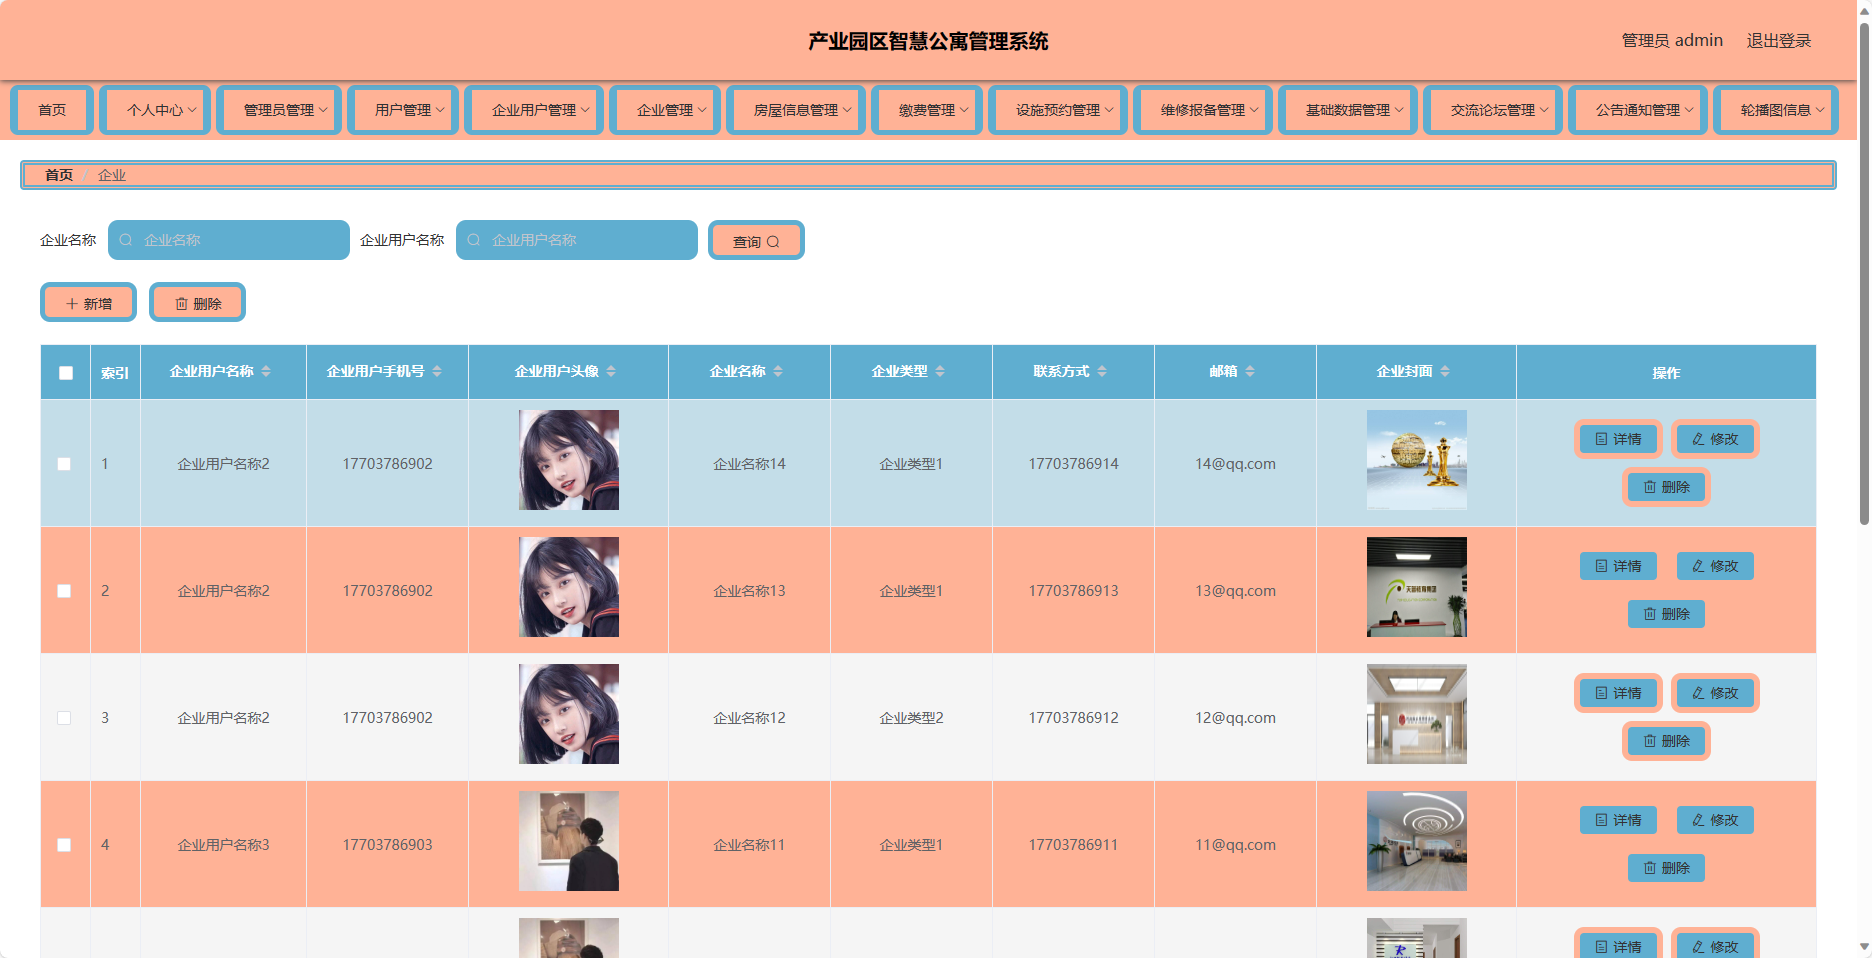 产业园区智慧公寓管理系统
管理员 admin 退出登录
首页 个人中心 管理员管理 用户管理 企业用户管理 企业管理 房屋信息管理 缴费管理 设施预约管理 维修报备管理 基础数据管理 交流论坛管理 公告通知管理 轮播图信息
首页 / 企业
企业名称 企业名称 企业用户名称 企业用户名称 查询
新增 删除
索引 企业用户名称 企业用户手机号 企业用户头像 企业名称 企业类型 联系方式 邮箱 企业封面 操作
1 企业用户名称2 17703786902 企业名称14 企业类型1 17703786914 14@qq.com 详情 修改
删除
2 企业用户名称2 17703786902 企业名称13 企业类型1 17703786913 13@qq.com 详情 修改
删除
3 企业用户名称2 17703786902 企业名称12 企业类型2 17703786912 12@qq.com 详情 修改
删除
4 企业用户名称3 17703786903 企业名称11 企业类型1 17703786911 11@qq.com 详情 修改
删除
详情 修改